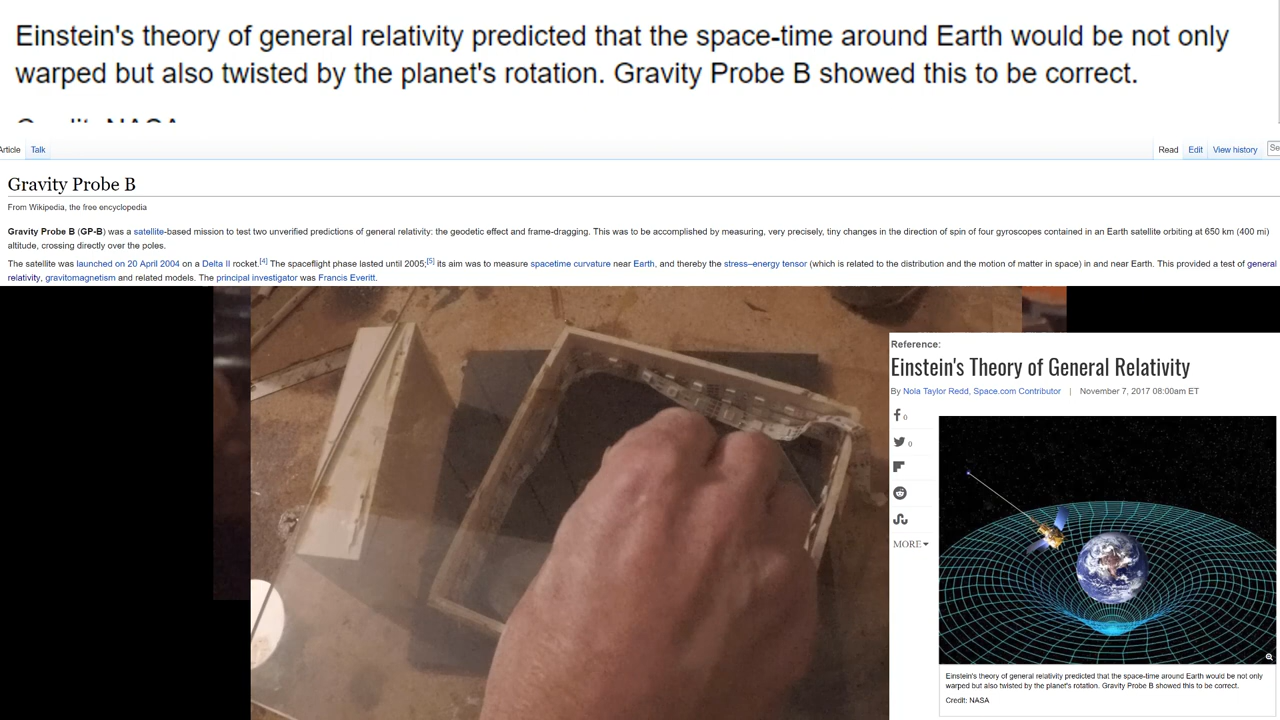 Einstein's theory of general relativity predicted that the space-time around Earth would be not only
warped but also twisted by the planet's rotation. Gravity Probe B showed this to be correct.
Credit: NASA
Article Talk Read Edit View history Se
Gravity Probe B
From Wikipedia, the free encyclopedia
Gravity Probe B (GP-B) was a satellite-based mission to test two unverified predictions of general relativity: the geodetic effect and frame-dragging. This was to be accomplished by measuring, very precisely, tiny changes in the direction of spin of four gyroscopes contained in an Earth satellite orbiting at 650 km (400 mi)
altitude, crossing directly over the poles.
The satellite was launched on 20 April 2004 on a Delta II rocket.[4] The spaceflight phase lasted until 2005;[5] its aim was to measure spacetime curvature near Earth, and thereby the stress–energy tensor (which is related to the distribution and the motion of matter in space) in and near Earth. This provided a test of general
relativity, gravitomagnetism and related models. The principal investigator was Francis Everitt.
Reference:
Einstein's Theory of General Relativity
By Nola Taylor Redd, Space.com Contributor | November 7, 2017 08:00am ET
0
0
MORE
Einstein's theory of general relativity predicted that the space-time around Earth would be not only
warped but also twisted by the planet's rotation. Gravity Probe B showed this to be correct.
Credit: NASA